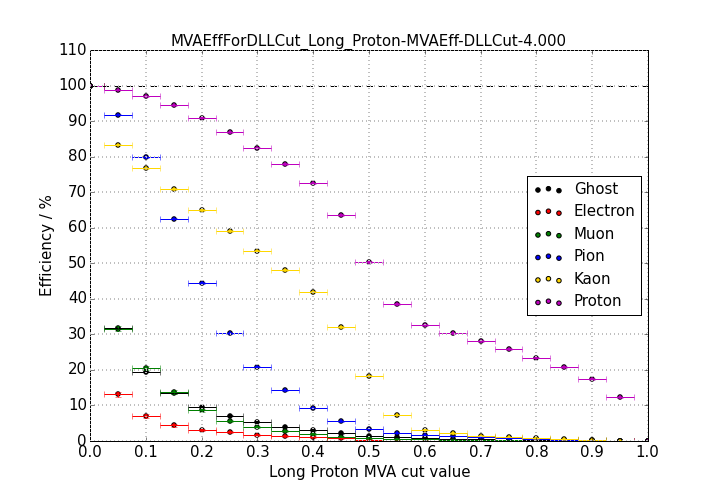 MVAEffForDLLCut_Long_Proton-MVAEff-DLLCut-4.000
110
100
90
80
70
60
50
40
30
20
10
0
Efficiency / %
Ghost
Electron
Muon
Pion
Kaon
Proton
0.0 0.1 0.2 0.3 0.4 0.5 0.6 0.7 0.8 0.9 1.0
Long Proton MVA cut value